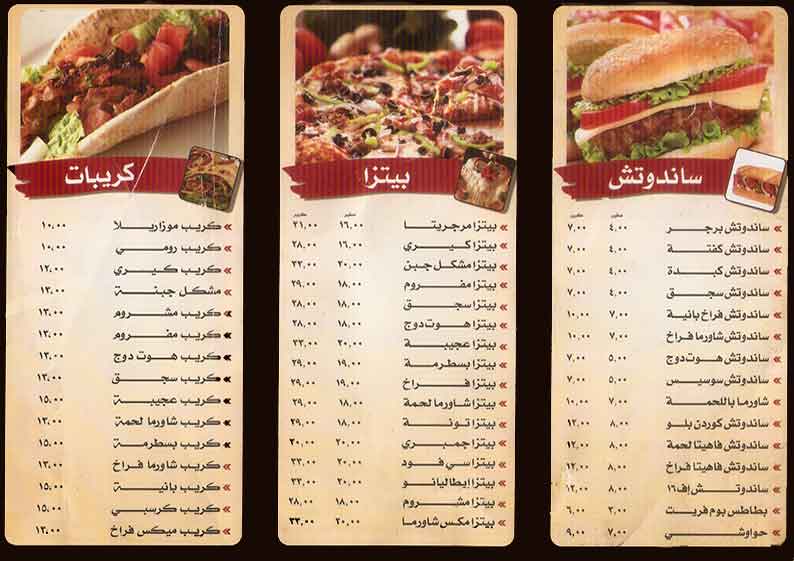 ساندوتش
صغير كبير
ساندوتش برجر ٤,٠٠ ٧,٠٠
ساندوتش كفتة ٤,٠٠ ٧,٠٠
ساندوتش كبدة ٤,٠٠ ٧,٠٠
ساندوتش سجق ٤,٠٠ ٧,٠٠
ساندوتش فراخ بانية ٧,٠٠ ١٠,٠٠
ساندوتش شاورما فراخ ٧,٠٠ ١٠,٠٠
ساندوتش هوت دوج ٥,٠٠ ٧,٠٠
ساندوتش سوسيس ٥,٠٠ ٧,٠٠
شاورما باللحمة ٧,٠٠ ١٠,٠٠
ساندوتش كوردن بلو ٨,٠٠ ١٢,٠٠
ساندوتش فاهيتا لحمة ٨,٠٠ ١٢,٠٠
ساندوتش فاهيتا فراخ ٨,٠٠ ١٢,٠٠
ساندوتش إف١٦ ٨,٠٠ ١٣,٠٠
بطاطس بوم فريت ٣,٠٠ ٦,٠٠
حواوشي ٧,٠٠ ٩,٠٠
بيتزا
صغير كبير
بيتزا مرجريتا ١٦,٠٠ ٢١,٠٠
بيتزا كيري ١٦,٠٠ ٢٨,٠٠
بيتزا مشكل جبن ٢٠,٠٠ ٣٣,٠٠
بيتزا مفروم ١٨,٠٠ ٢٩,٠٠
بيتزا سجق ١٨,٠٠ ٢٨,٠٠
بيتزا هوت دوج ١٨,٠٠ ٢٨,٠٠
بيتزا عجيبة ٢٠,٠٠ ٣٣,٠٠
بيتزا بسطرمة ١٩,٠٠ ٢٩,٠٠
بيتزا فراخ ١٩,٠٠ ٢٩,٠٠
بيتزا شاورما لحمة ١٨,٠٠ ٢٩,٠٠
بيتزا تونة ١٨,٠٠ ٢٩,٠٠
بيتزا جمبري ٢٠,٠٠
بيتزا سي فود ٢٠,٠٠ ٣٣,٠٠
بيتزا إيطاليانو ٢٠,٠٠ ٣٣,٠٠
بيتزا مشروم ١٨,٠٠ ٢٨,٠٠
بيتزا مكس شاورما ٢٠,٠٠ ٣٣,٠٠
كريبات
كريب موزاريلا ١٠,٠٠
كريب رومي ١٠,٠٠
كريب كيري ١٢,٠٠
مشكل جبنة ١٣,٠٠
كريب مشروم ١٣,٠٠
كريب مفروم ١٣,٠٠
كريب هوت دوج ١٣,٠٠
كريب سجق ١٣,٠٠
كريب عجيبة ١٥,٠٠
كريب شاورما لحمة ١٣,٠٠
كريب بسطرمة ١٥,٠٠
كريب شاورما فراخ ١٣,٠٠
كريب بانية ١٥,٠٠
كريب كرسبي ١٥,٠٠
كريب ميكس فراخ ١٣,٠٠